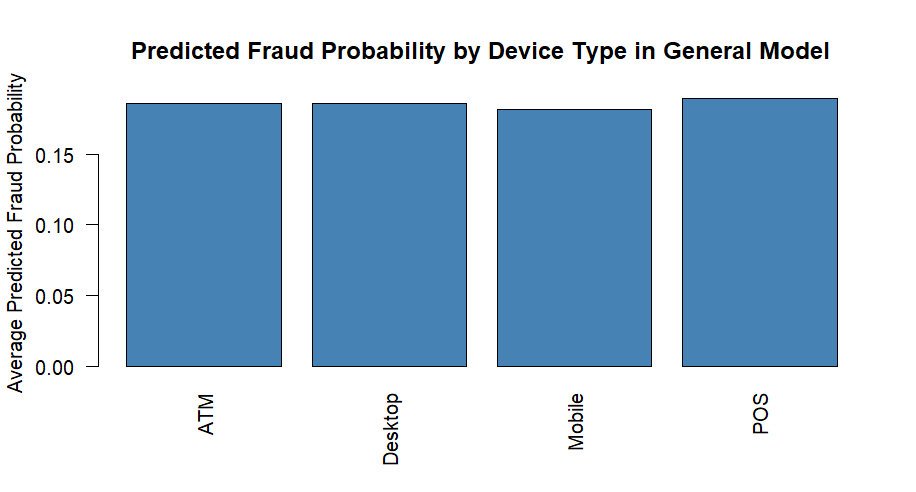 Predicted Fraud Probability by Device Type in General Model
Average Predicted Fraud Probability
0.15
0.10
0.05
0.00
ATM
Desktop
Mobile
POS